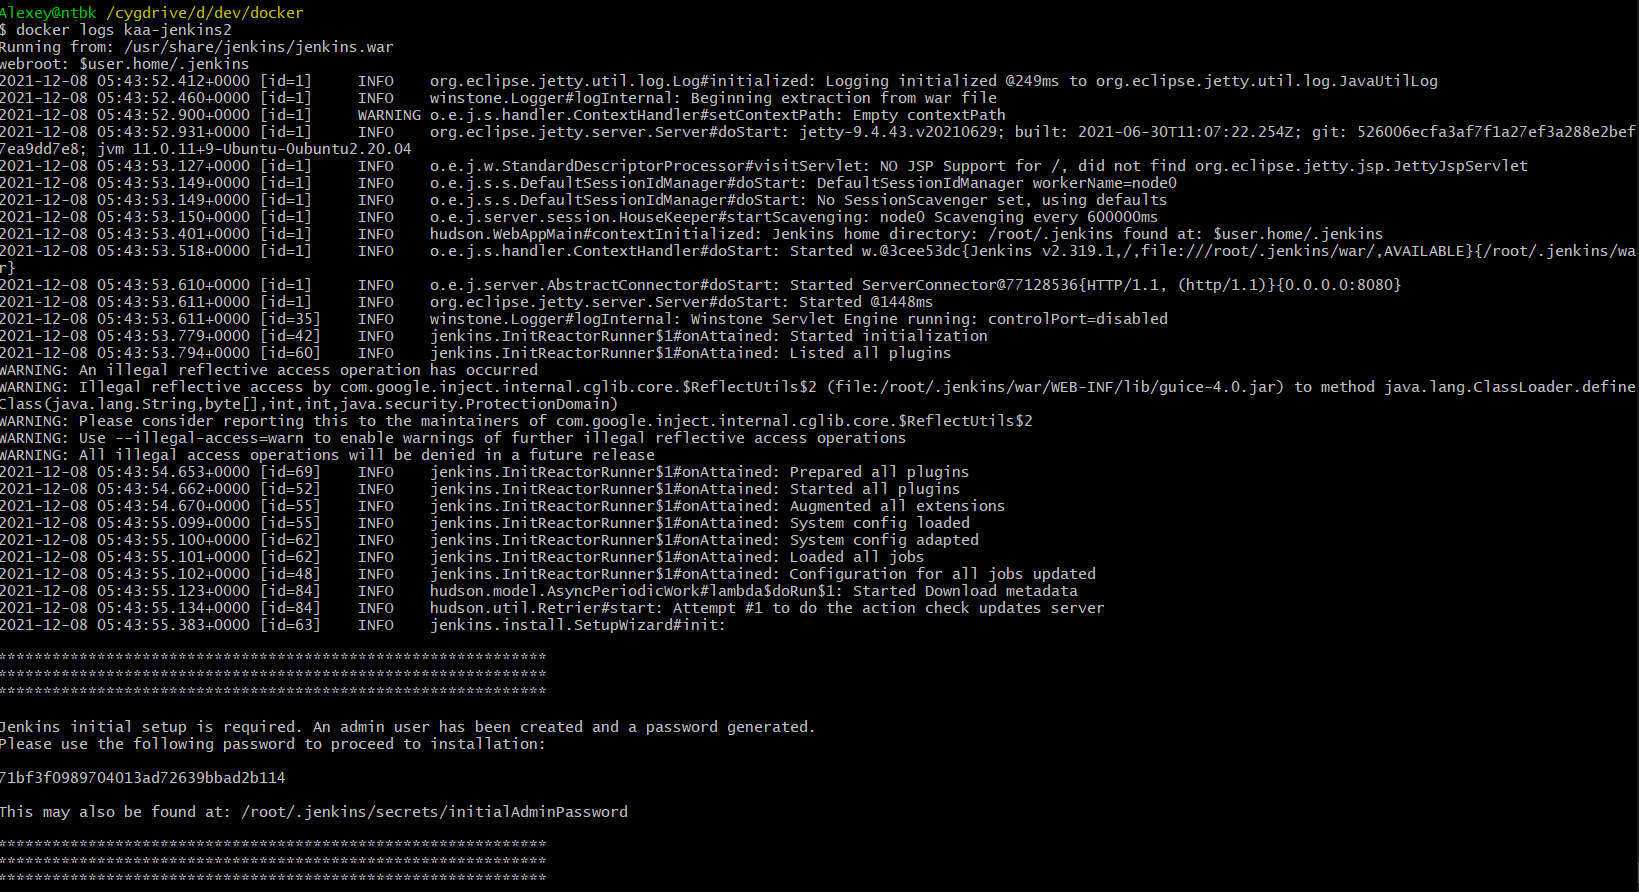 Alexey@ntbk /cygdrive/d/dev/docker
$ docker logs kaa-jenkins2
Running from: /usr/share/jenkins/jenkins.war
webroot: $user.home/.jenkins
2021-12-08 05:43:52.412+0000 [id=1]     INFO    org.eclipse.jetty.util.log.Log#initialized: Logging initialized @249ms to org.eclipse.jetty.util.log.JavaUtilLog
2021-12-08 05:43:52.460+0000 [id=1]     INFO    winstone.Logger#logInternal: Beginning extraction from war file
2021-12-08 05:43:52.900+0000 [id=1]     WARNING o.e.j.s.handler.ContextHandler#setContextPath: Empty contextPath
2021-12-08 05:43:52.931+0000 [id=1]     INFO    org.eclipse.jetty.server.Server#doStart: jetty-9.4.43.v20210629; built: 2021-06-30T11:07:22.254Z; git: 526006ecfa3af7f1a27ef3a288e2bef
7ea9dd7e8; jvm 11.0.11+9-Ubuntu-0ubuntu2.20.04
2021-12-08 05:43:53.127+0000 [id=1]     INFO    o.e.j.w.StandardDescriptorProcessor#visitServlet: NO JSP Support for /, did not find org.eclipse.jetty.jsp.JettyJspServlet
2021-12-08 05:43:53.149+0000 [id=1]     INFO    o.e.j.s.s.DefaultSessionIdManager#doStart: DefaultSessionIdManager workerName=node0
2021-12-08 05:43:53.149+0000 [id=1]     INFO    o.e.j.s.s.DefaultSessionIdManager#doStart: No SessionScavenger set, using defaults
2021-12-08 05:43:53.150+0000 [id=1]     INFO    o.e.j.server.session.HouseKeeper#startScavenging: node0 Scavenging every 600000ms
2021-12-08 05:43:53.401+0000 [id=1]     INFO    hudson.WebAppMain#contextInitialized: Jenkins home directory: /root/.jenkins found at: $user.home/.jenkins
2021-12-08 05:43:53.518+0000 [id=1]     INFO    o.e.j.s.handler.ContextHandler#doStart: Started w.@3cee53dc{Jenkins v2.319.1,/,file:///root/.jenkins/war/,AVAILABLE}{/root/.jenkins/wa
r}
2021-12-08 05:43:53.610+0000 [id=1]     INFO    o.e.j.server.AbstractConnector#doStart: Started ServerConnector@77128536{HTTP/1.1, (http/1.1)}{0.0.0.0:8080}
2021-12-08 05:43:53.611+0000 [id=1]     INFO    org.eclipse.jetty.server.Server#doStart: Started @1448ms
2021-12-08 05:43:53.611+0000 [id=35]    INFO    winstone.Logger#logInternal: Winstone Servlet Engine running: controlPort=disabled
2021-12-08 05:43:53.779+0000 [id=42]    INFO    jenkins.InitReactorRunner$1#onAttained: Started initialization
2021-12-08 05:43:53.794+0000 [id=60]    INFO    jenkins.InitReactorRunner$1#onAttained: Listed all plugins
WARNING: An illegal reflective access operation has occurred
WARNING: Illegal reflective access by com.google.inject.internal.cglib.core.$ReflectUtils$2 (file:/root/.jenkins/war/WEB-INF/lib/guice-4.0.jar) to method java.lang.ClassLoader.define
Class(java.lang.String,byte[],int,int,java.security.ProtectionDomain)
WARNING: Please consider reporting this to the maintainers of com.google.inject.internal.cglib.core.$ReflectUtils$2
WARNING: Use --illegal-access=warn to enable warnings of further illegal reflective access operations
WARNING: All illegal access operations will be denied in a future release
2021-12-08 05:43:54.653+0000 [id=69]    INFO    jenkins.InitReactorRunner$1#onAttained: Prepared all plugins
2021-12-08 05:43:54.662+0000 [id=52]    INFO    jenkins.InitReactorRunner$1#onAttained: Started all plugins
2021-12-08 05:43:54.670+0000 [id=55]    INFO    jenkins.InitReactorRunner$1#onAttained: Augmented all extensions
2021-12-08 05:43:55.099+0000 [id=55]    INFO    jenkins.InitReactorRunner$1#onAttained: System config loaded
2021-12-08 05:43:55.100+0000 [id=62]    INFO    jenkins.InitReactorRunner$1#onAttained: System config adapted
2021-12-08 05:43:55.101+0000 [id=62]    INFO    jenkins.InitReactorRunner$1#onAttained: Loaded all jobs
2021-12-08 05:43:55.102+0000 [id=48]    INFO    jenkins.InitReactorRunner$1#onAttained: Configuration for all jobs updated
2021-12-08 05:43:55.123+0000 [id=84]    INFO    hudson.model.AsyncPeriodicWork#lambda$doRun$1: Started Download metadata
2021-12-08 05:43:55.134+0000 [id=84]    INFO    hudson.util.Retrier#start: Attempt #1 to do the action check updates server
2021-12-08 05:43:55.383+0000 [id=63]    INFO    jenkins.install.SetupWizard#init:
*************************************************************
*************************************************************
*************************************************************
Jenkins initial setup is required. An admin user has been created and a password generated.
Please use the following password to proceed to installation:
71bf3f0989704013ad72639bbad2b114
This may also be found at: /root/.jenkins/secrets/initialAdminPassword
*************************************************************
*************************************************************
*************************************************************